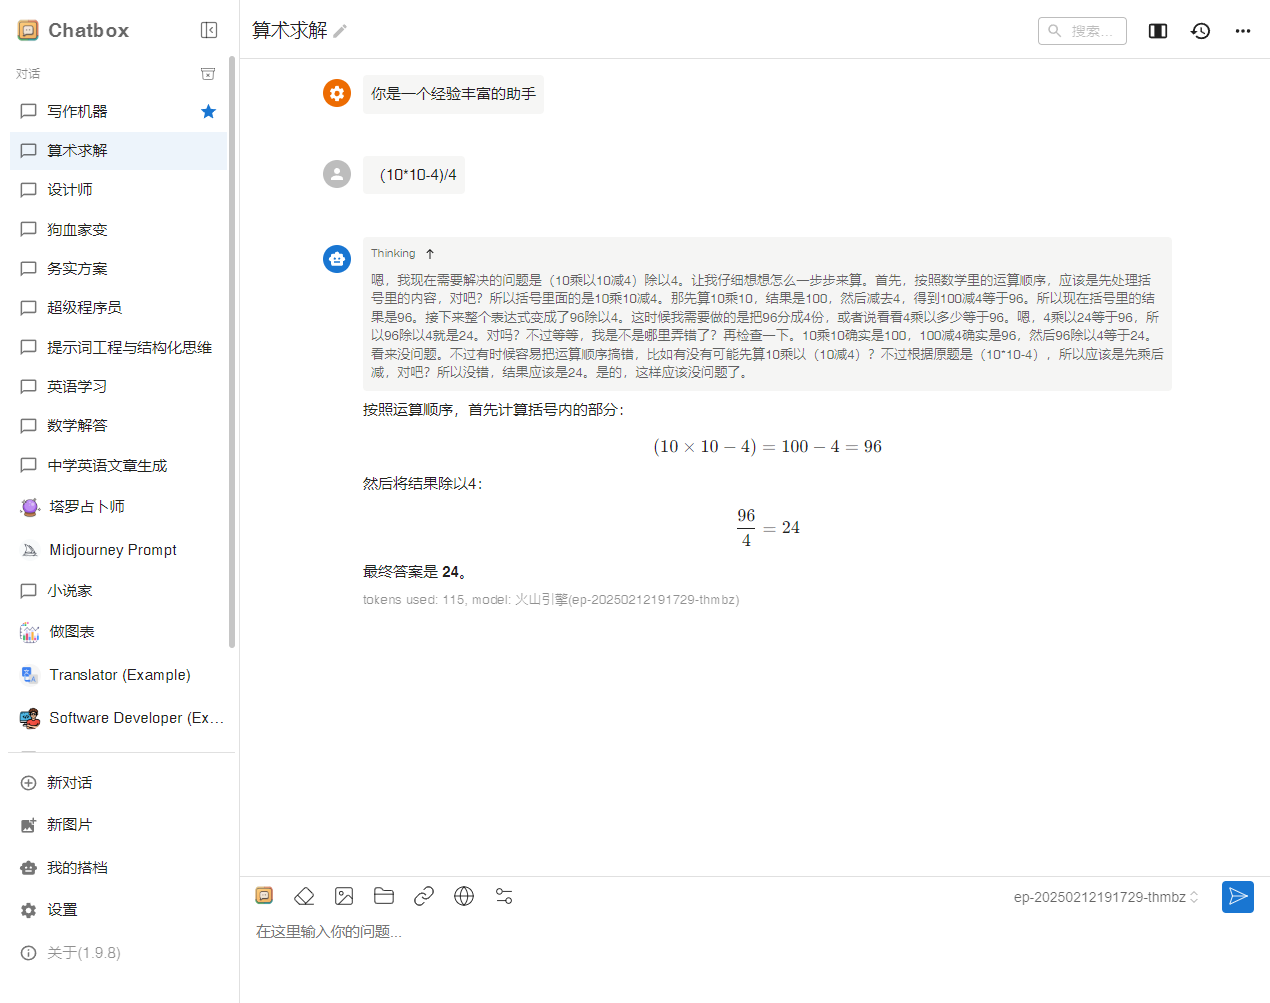 Chatbox
对话
写作机器
算术求解
设计师
狗血家变
务实方案
超级程序员
提示词工程与结构化思维
英语学习
数学解答
中学英语文章生成
塔罗占卜师
Midjourney Prompt
小说家
做图表
Translator (Example)
Software Developer (Ex...
新对话
新图片
我的搭档
设置
关于(1.9.8)
算术求解
搜索...
你是一个经验丰富的助手
(10*10-4)/4
Thinking ↑
嗯，我现在需要解决的问题是（10乘以10减4）除以4。让我仔细想想怎么一步步来算。首先，按照数学里的运算顺序，应该是先处理括
号里的内容，对吧？所以括号里面的是10乘10减4。那先算10乘10，结果是100，然后减去4，得到100减4等于96。所以现在括号里的结
果是96。接下来整个表达式变成了96除以4。这时候我需要做的是把96分成4份，或者说看看4乘以多少等于96。嗯，4乘以24等于96，所
以96除以4就是24。对吗？不过等等，我是不是哪里弄错了？再检查一下。10乘10确实是100，100减4确实是96，然后96除以4等于24。
看来没问题。不过有时候容易把运算顺序搞错，比如有没有可能先算10乘以（10减4）？不过根据原题是（10*10-4），所以应该是先乘后
减，对吧？所以没错，结果应该是24。是的，这样应该没问题了。
按照运算顺序，首先计算括号内的部分：
(10 × 10 − 4) = 100 − 4 = 96
然后将结果除以4：
96/4 = 24
最终答案是 24。
tokens used: 115, model: 火山引擎(ep-20250212191729-thmbz)
ep-20250212191729-thmbz
在这里输入你的问题...